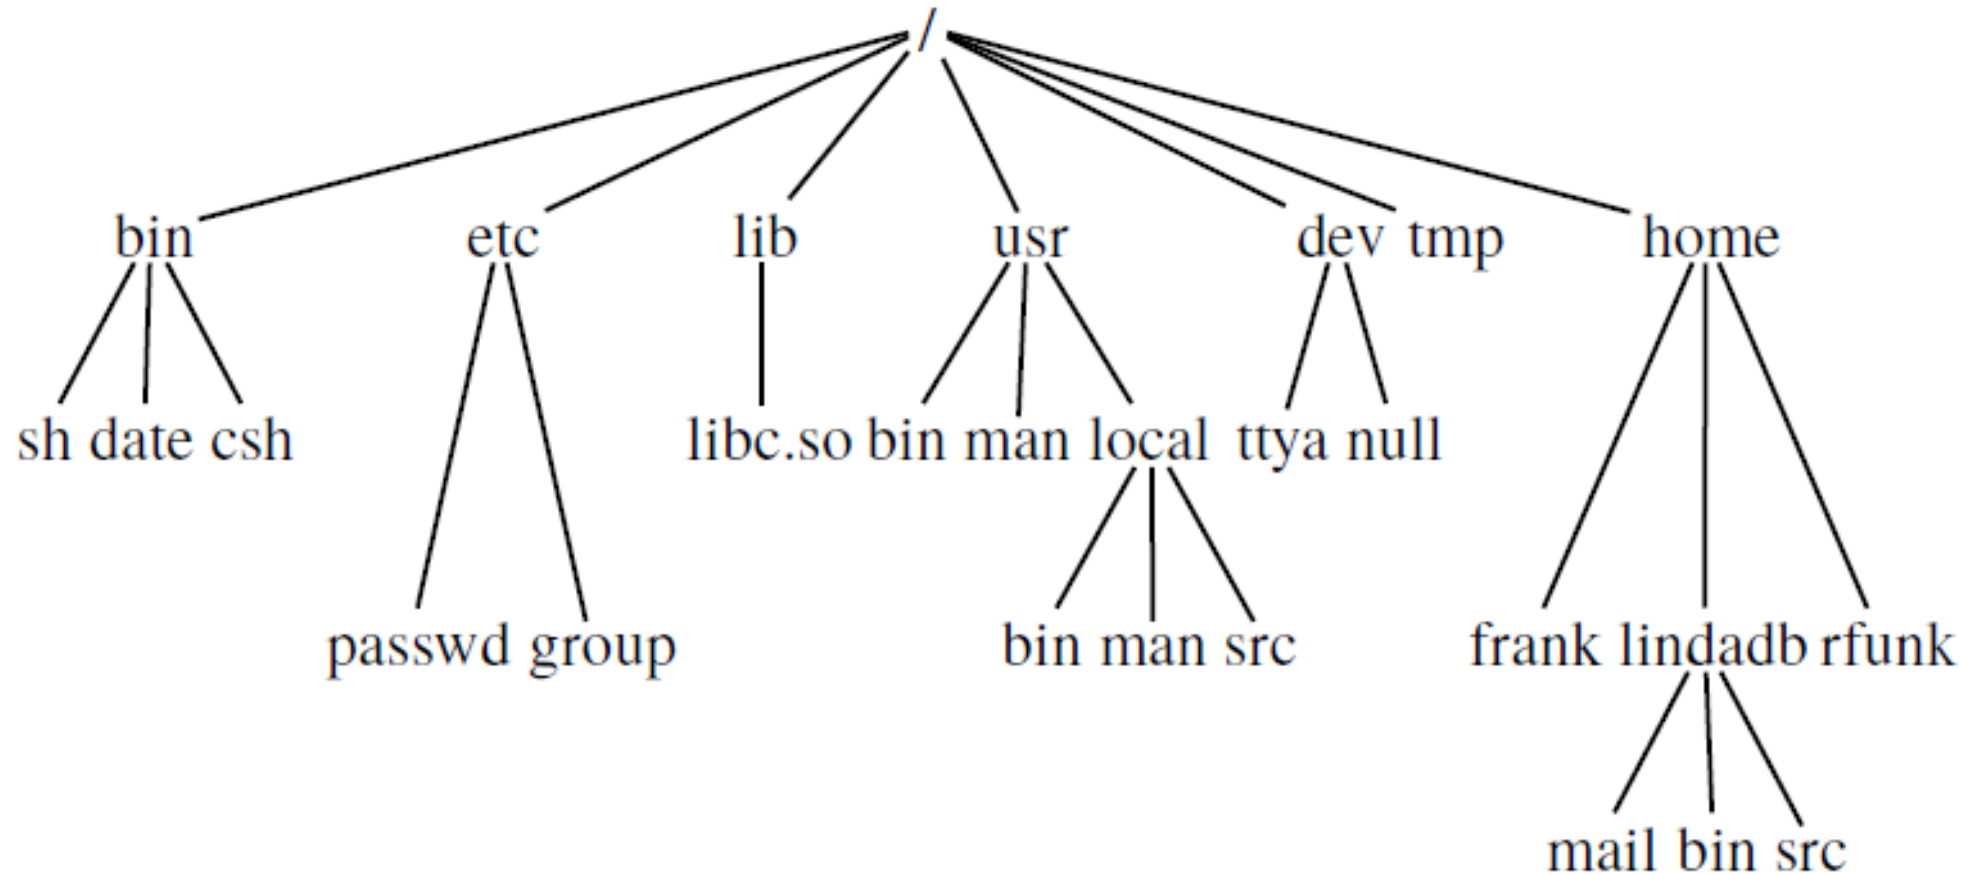 /
bin etc lib usr dev tmp home
sh date csh libc.so bin man local ttya null
passwd group bin man src frank lindadb rfunk
mail bin src